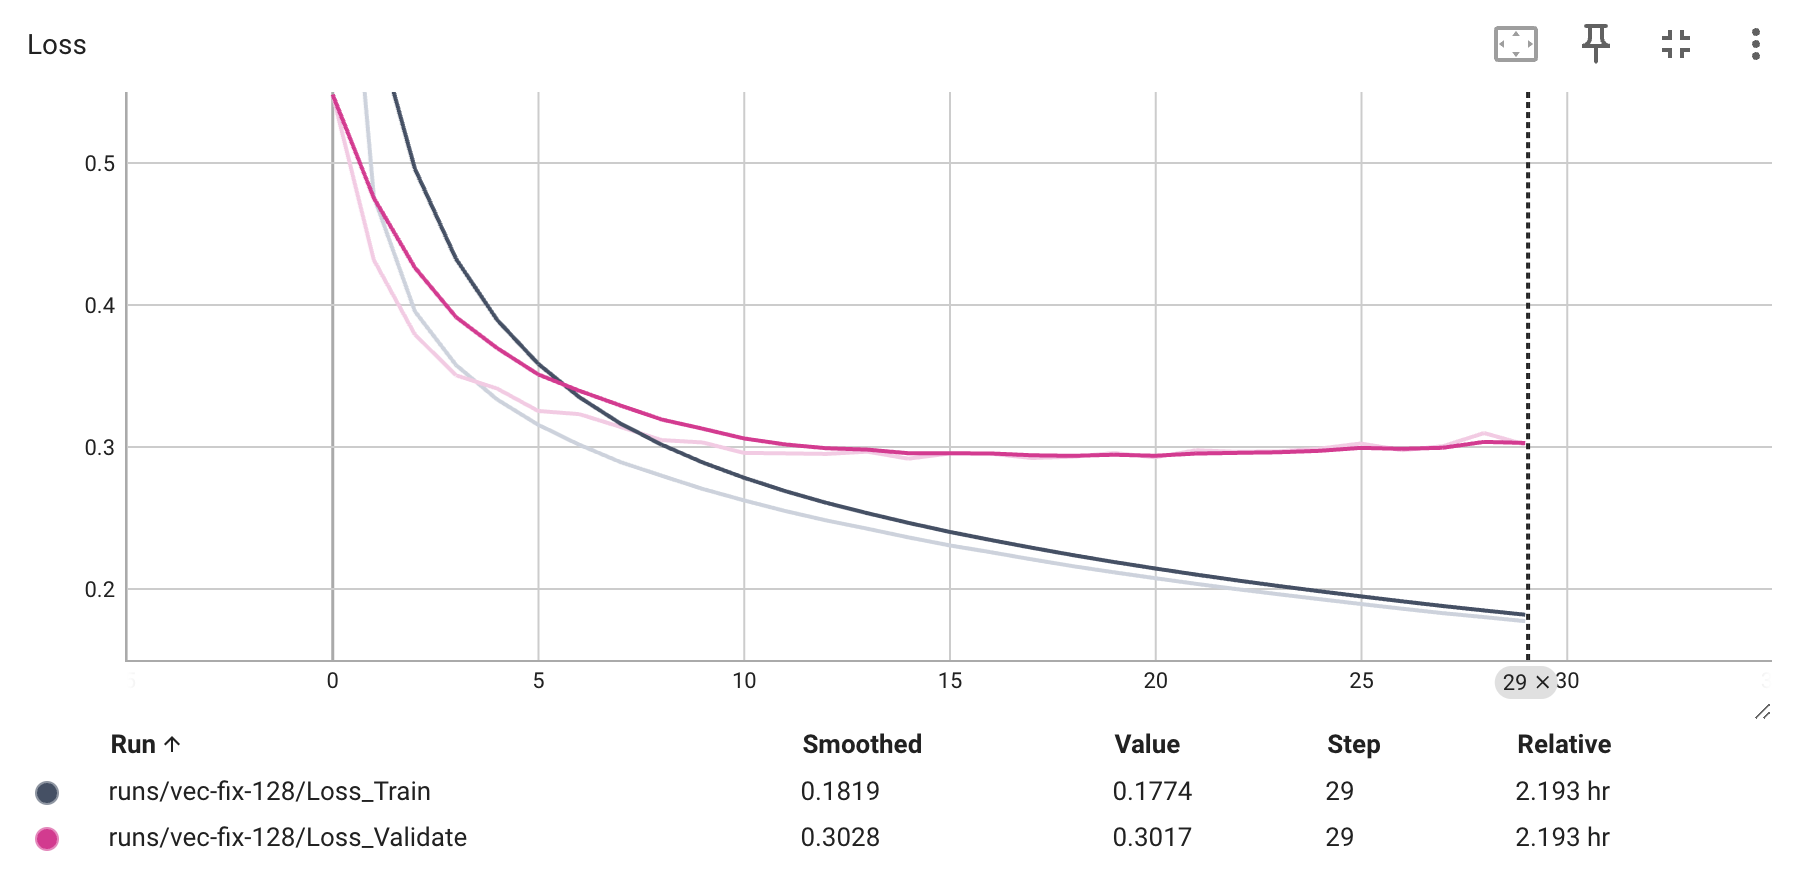 Loss
0.5
0.4
0.3
0.2
0 5 10 15 20 25 29 × 30
Run ↑ Smoothed Value Step Relative
runs/vec-fix-128/Loss_Train 0.1819 0.1774 29 2.193 hr
runs/vec-fix-128/Loss_Validate 0.3028 0.3017 29 2.193 hr